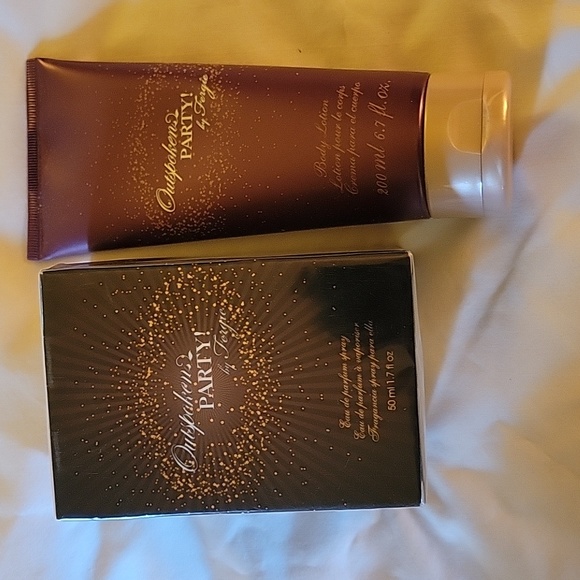 Outspoken
PARTY!
by Fergie
Body Lotion
Lotion pour le corps
Crema para el cuerpo
200 ml 6.7 fl. oz.
Outspoken
PARTY!
by Fergie
Eau de parfum spray
Eau de parfum à vaporiser
Fragancia spray para ella
50 ml 1.7 fl oz